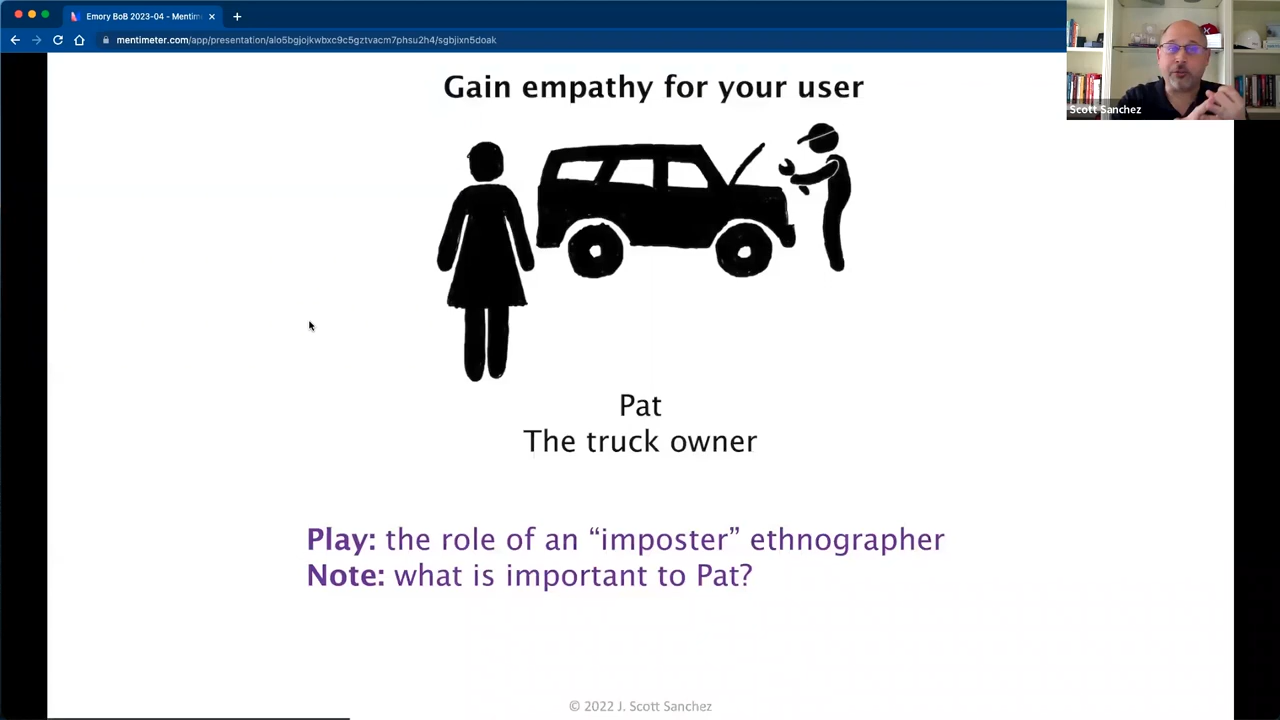 Emory BoB 2023-04 - Mentim
mentimeter.com/app/presentation/alo5bgjojkwbxc9c5gztvacm7phsu2h4/sgbjixn5doak
Scott Sanchez
Gain empathy for your user
Pat
The truck owner
Play: the role of an “imposter” ethnographer
Note: what is important to Pat?
© 2022 J. Scott Sanchez